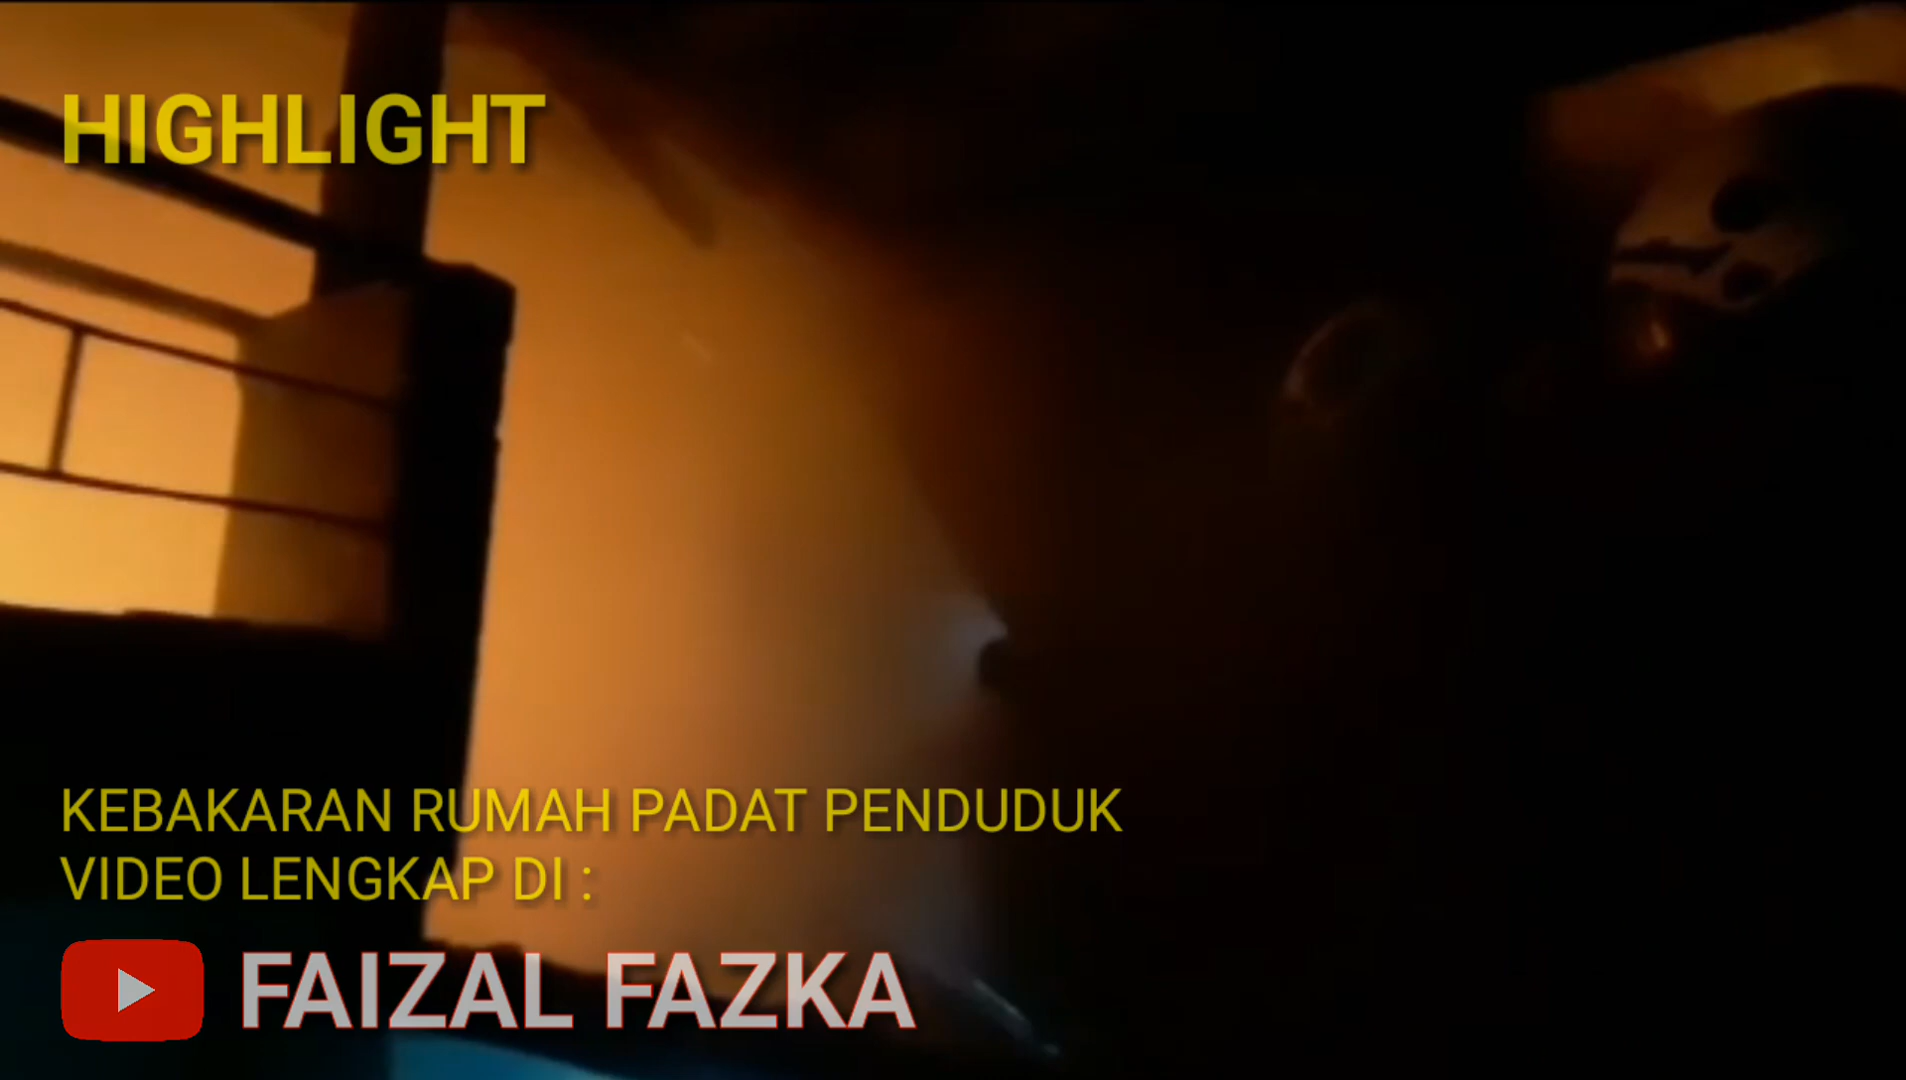 HIGHLIGHT
KEBAKARAN RUMAH PADAT PENDUDUK
VIDEO LENGKAP DI :
FAIZAL FAZKA